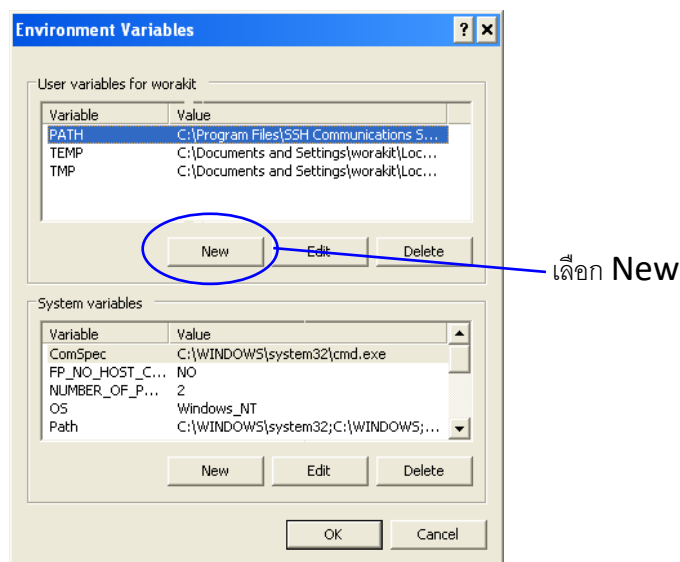 Environment Variables
User variables for worakit
Variable Value
PATH C:\Program Files\SSH Communications S...
TEMP C:\Documents and Settings\worakit\Loc...
TMP C:\Documents and Settings\worakit\Loc...
New Edit Delete
เลือก New
System variables
Variable Value
ComSpec C:\WINDOWS\system32\cmd.exe
FP_NO_HOST_C... NO
NUMBER_OF_P... 2
OS Windows_NT
Path C:\WINDOWS\system32;C:\WINDOWS;...
New Edit Delete
OK Cancel